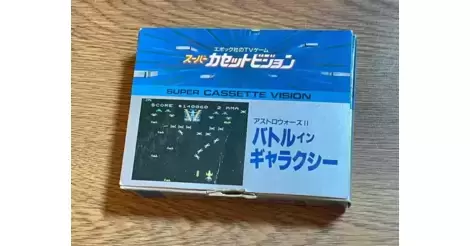 エポック社のTVゲーム
スーパー カセットビジョン
SUPER CASSETTE VISION
アストロウォーズⅡ
バトルイン
ギャラクシー